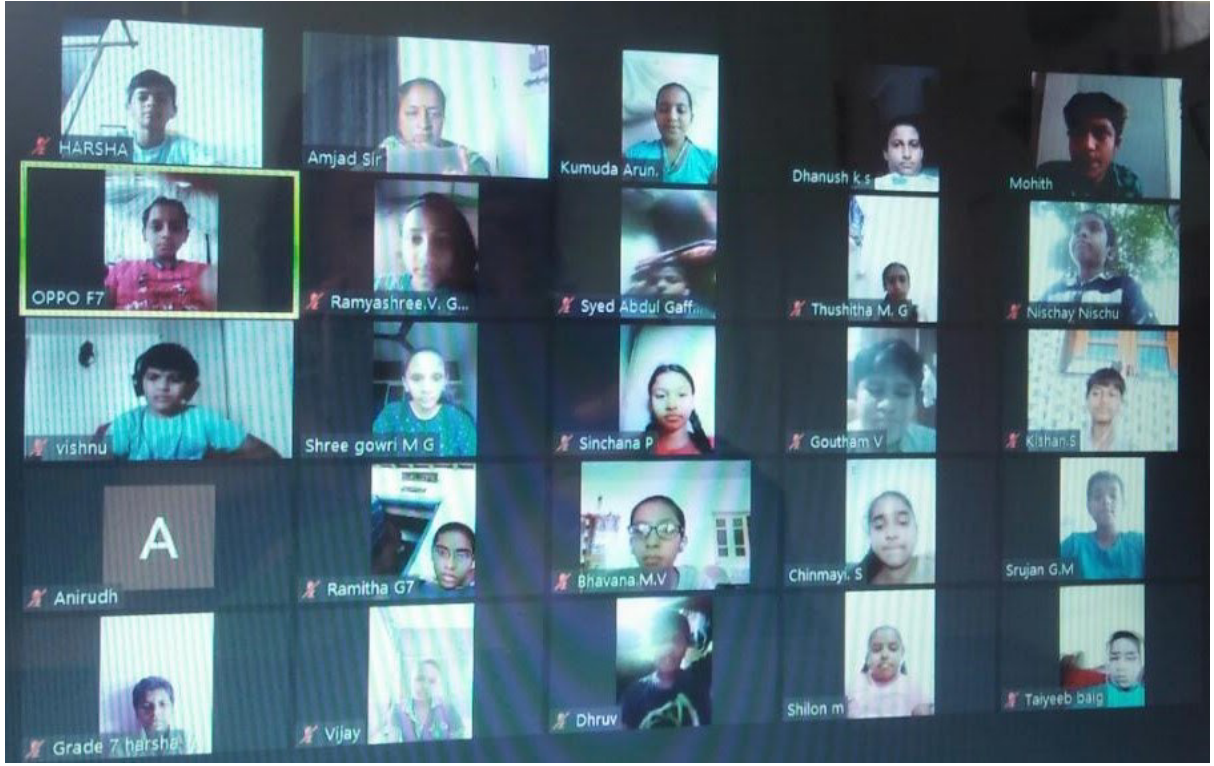 HARSHA
Amjad Sir
Kumuda Arun.
Dhanush k s
Mohith
OPPO F7
Ramyashree.V. G...
Syed Abdul Gaff...
Thushitha M. G
Nischay Nischu
vishnu
Shree gowri M G
Sinchana P
Goutham V
Kishan.S
A
Anirudh
Ramitha G7
Bhavana.M.V
Chinmayi. S
Srujan G.M
Grade 7 harsha
Vijay
Dhruv
Shilon m
Taiyeeb baig